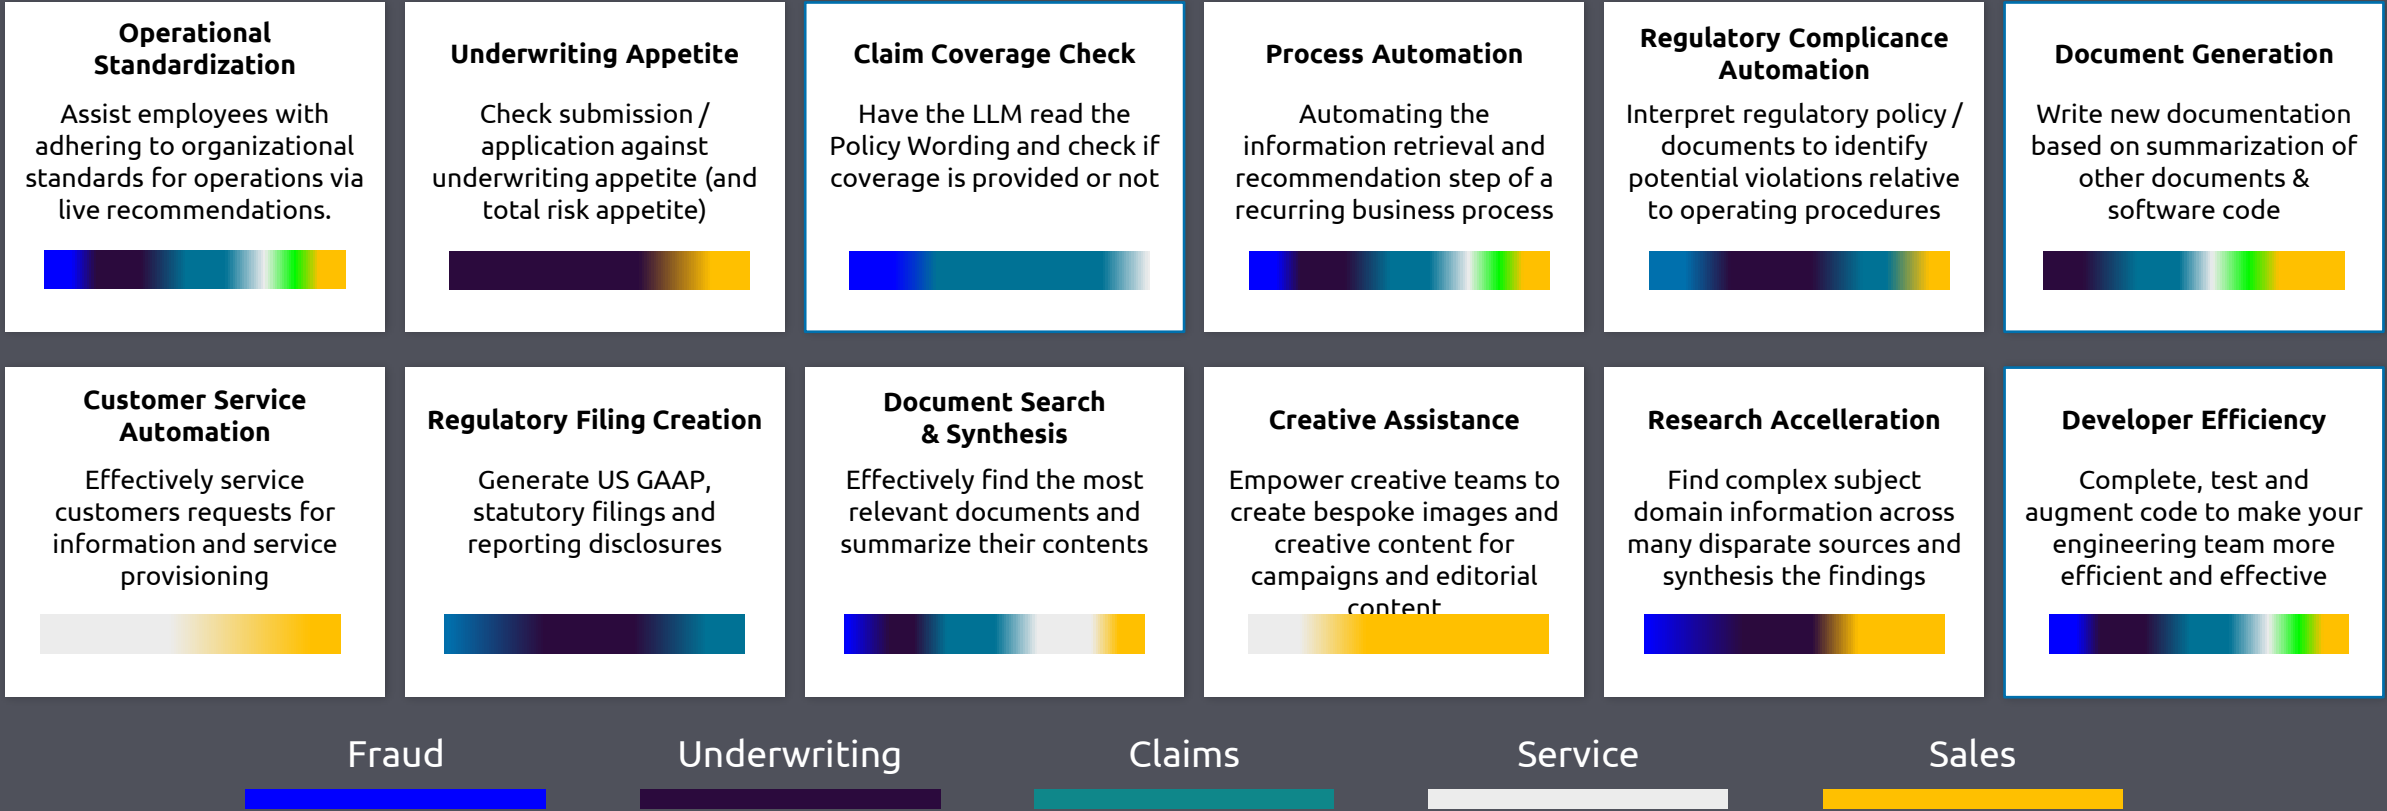 Operational
Standardization
Assist employees with
adhering to organizational
standards for operations via
live recommendations.
Underwriting Appetite
Check submission /
application against
underwriting appetite (and
total risk appetite)
Claim Coverage Check
Have the LLM read the
Policy Wording and check if
coverage is provided or not
Process Automation
Automating the
information retrieval and
recommendation step of a
recurring business process
Regulatory Complicance
Automation
Interpret regulatory policy /
documents to identify
potential violations relative
to operating procedures
Document Generation
Write new documentation
based on summarization of
other documents &
software code
Customer Service
Automation
Effectively service
customers requests for
information and service
provisioning
Regulatory Filing Creation
Generate US GAAP,
statutory filings and
reporting disclosures
Document Search
& Synthesis
Effectively find the most
relevant documents and
summarize their contents
Creative Assistance
Empower creative teams to
create bespoke images and
creative content for
campaigns and editorial
content
Research Accelleration
Find complex subject
domain information across
many disparate sources and
synthesis the findings
Developer Efficiency
Complete, test and
augment code to make your
engineering team more
efficient and effective
Fraud
Underwriting
Claims
Service
Sales